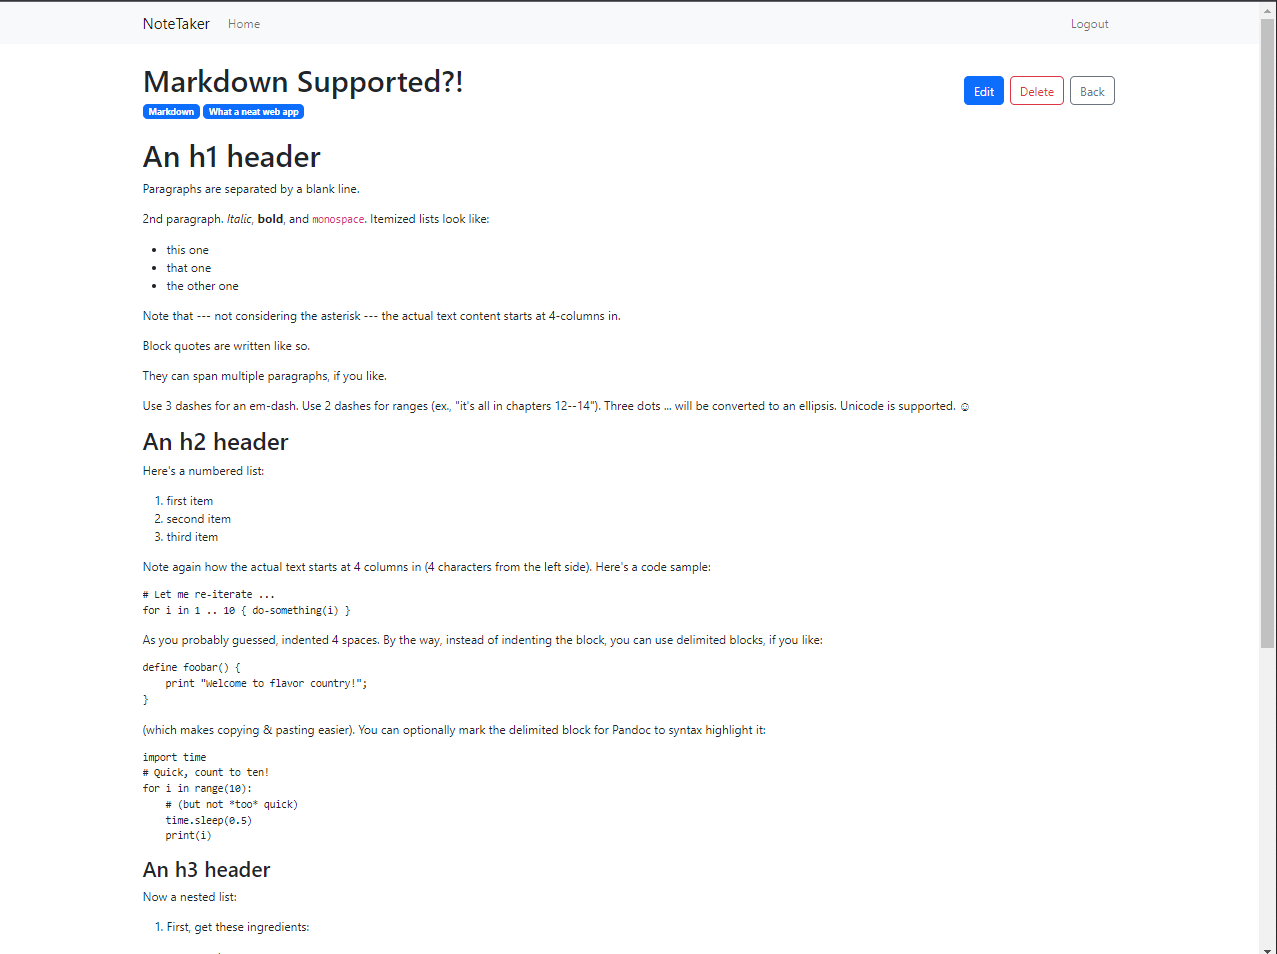 NoteTaker Home Logout
Markdown Supported?!
Edit Delete Back
Markdown What a neat web app
An h1 header
Paragraphs are separated by a blank line.
2nd paragraph. Italic, bold, and monospace. Itemized lists look like:
• this one
• that one
• the other one
Note that --- not considering the asterisk --- the actual text content starts at 4-columns in.
Block quotes are written like so.
They can span multiple paragraphs, if you like.
Use 3 dashes for an em-dash. Use 2 dashes for ranges (ex., "it's all in chapters 12--14"). Three dots ... will be converted to an ellipsis. Unicode is supported. ☺
An h2 header
Here's a numbered list:
1. first item
2. second item
3. third item
Note again how the actual text starts at 4 columns in (4 characters from the left side). Here's a code sample:
# Let me re-iterate ...
for i in 1 .. 10 { do-something(i) }
As you probably guessed, indented 4 spaces. By the way, instead of indenting the block, you can use delimited blocks, if you like:
define foobar() {
    print "Welcome to flavor country!";
}
(which makes copying & pasting easier). You can optionally mark the delimited block for Pandoc to syntax highlight it:
import time
# Quick, count to ten!
for i in range(10):
    # (but not *too* quick)
    time.sleep(0.5)
    print(i)
An h3 header
Now a nested list:
1. First, get these ingredients: